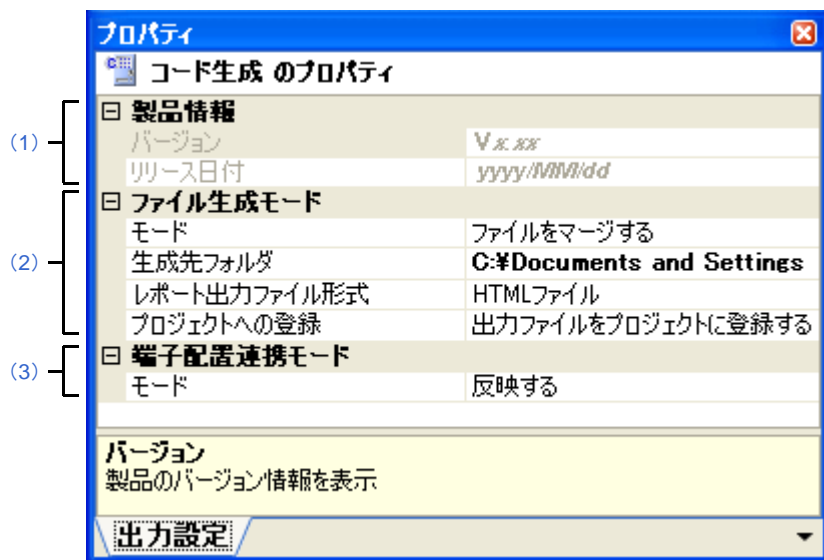 プロパティ
コード生成 のプロパティ
(1)
製品情報
バージョン Vx.xx
リリース日付 yyyy/MM/dd
(2)
ファイル生成モード
モード ファイルをマージする
生成先フォルダ C:¥Documents and Settings
レポート出力ファイル形式 HTMLファイル
プロジェクトへの登録 出力ファイルをプロジェクトに登録する
(3)
端子配置連携モード
モード 反映する
バージョン
製品のバージョン情報を表示
出力設定